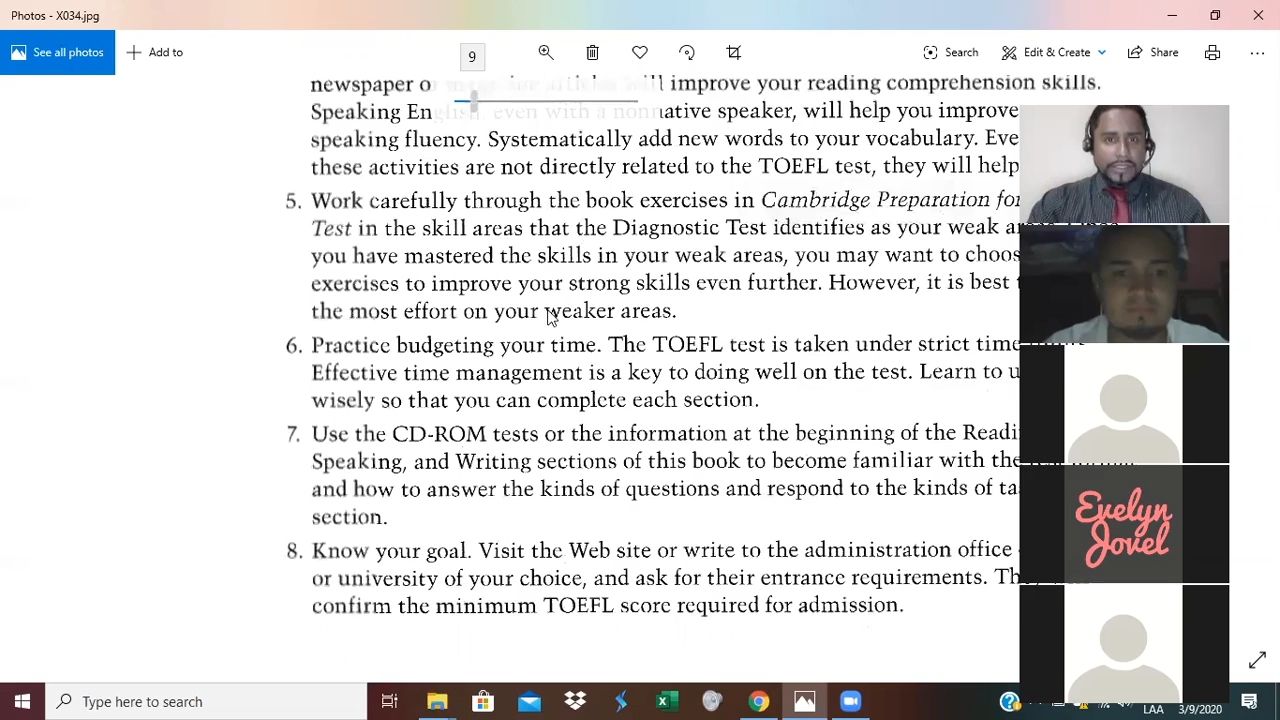 Photos - X034.jpg
See all photos
Add to
9
Search
Edit & Create
Share
newspaper o will improve your reading comprehension skills.
Speaking English, even with a nonnative speaker, will help you improve
speaking fluency. Systematically add new words to your vocabulary. Eve
these activities are not directly related to the TOEFL test, they will help
5. Work carefully through the book exercises in Cambridge Preparation for
Test in the skill areas that the Diagnostic Test identifies as your weak
you have mastered the skills in your weak areas, you may want to choos
exercises to improve your strong skills even further. However, it is best
the most effort on your weaker areas.
6. Practice budgeting your time. The TOEFL test is taken under strict time
Effective time management is a key to doing well on the test. Learn to u
wisely so that you can complete each section.
7. Use the CD-ROM tests or the information at the beginning of the Readi
Speaking, and Writing sections of this book to become familiar with the
and how to answer the kinds of questions and respond to the kinds of ta
section.
8. Know your goal. Visit the Web site or write to the administration office
or university of your choice, and ask for their entrance requirements.
confirm the minimum TOEFL score required for admission.
Evelyn
Jovel
Type here to search
LAA
3/9/2020